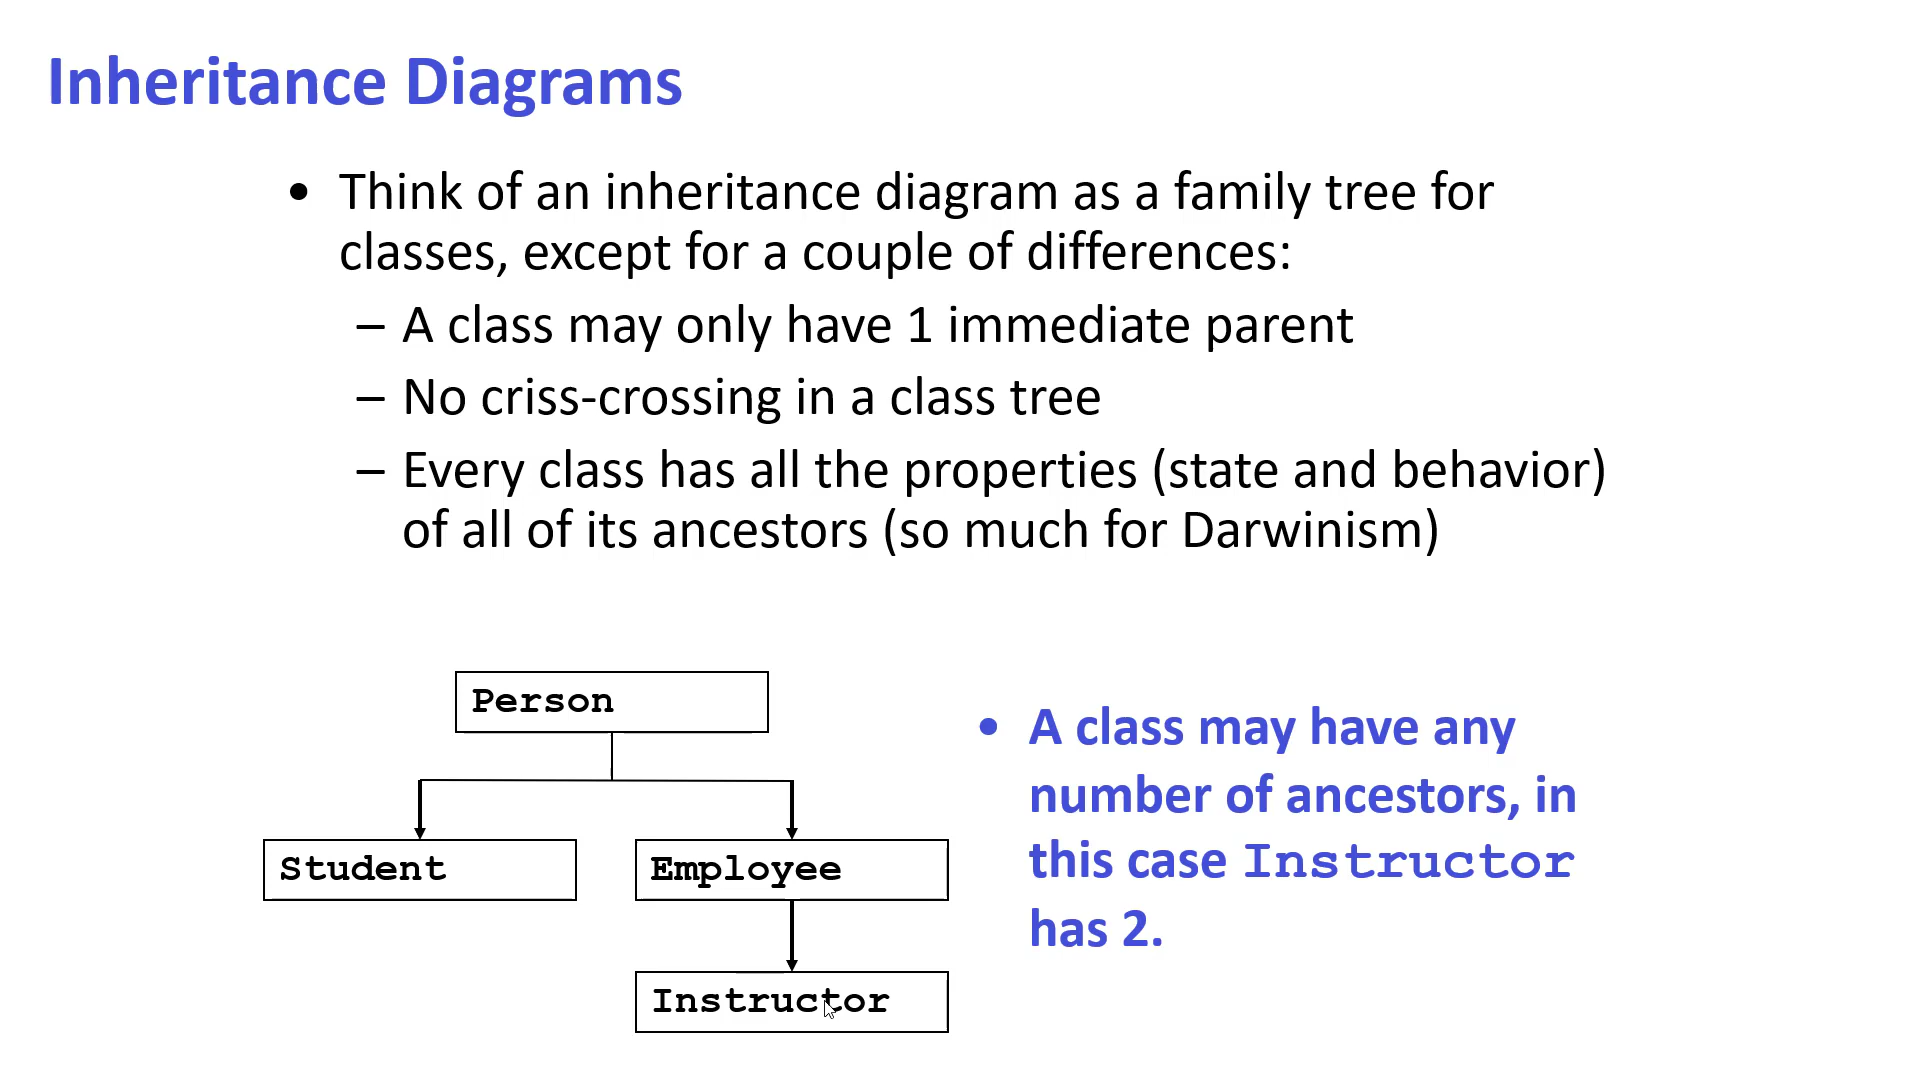 Inheritance Diagrams
• Think of an inheritance diagram as a family tree for
classes, except for a couple of differences:
– A class may only have 1 immediate parent
– No criss-crossing in a class tree
– Every class has all the properties (state and behavior)
of all of its ancestors (so much for Darwinism)
Person
Student
Employee
Instructor
• A class may have any
number of ancestors, in
this case Instructor
has 2.